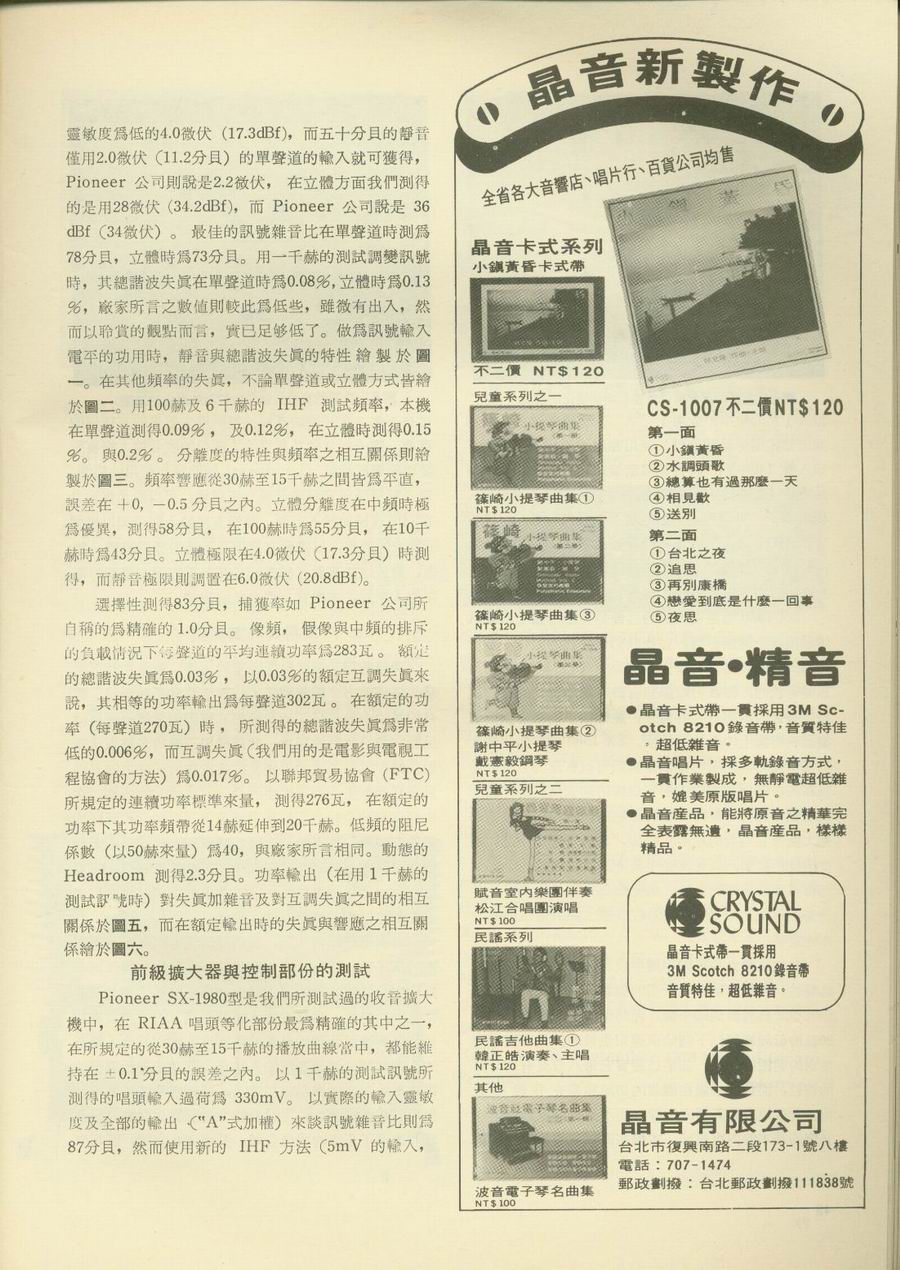 靈敏度爲低的4.0微伏 (17.3dBf)，而五十分貝的靜音
僅用2.0微伏（11.2分貝）的單聲道的輸入就可獲得，
Pioneer 公司則說是2.2微伏， 在立體方面我們測得
的是用28微伏 (34.2dBf)，而 Pioneer 公司說是 36
dBf（34微伏）。 最佳的訊號雜音比在單聲道時測爲
78分貝，立體時爲73分貝。用一千赫的測試調變訊號
時，其總諧波失眞在單聲道時爲0.08%，立體時爲0.13
%，廠家所言之數値則較此爲低些，雖微有出入，然
而以聆賞的觀點而言，實已足够低了。做爲訊號輸入
電平的功用時，靜音與總諧波失眞的特性繪製於圖
一。在其他頻率的失眞，不論單聲道或立體方式皆繪
於圖二。用100赫及6千赫的 IHF 測試頻率，本機
在單聲道測得0.09%， 及0.12%， 在立體時測得0.15
%。 與0.2%。 分離度的特性與頻率之相互關係則繪
製於圖三。頻率響應從30赫至15千赫之間皆爲平直，
誤差在 +0, −0.5 分貝之內。立體分離度在中頻時極
爲優異，測得58分貝， 在100赫時爲55分貝， 在10千
赫時爲43分貝。立體極限在4.0微伏（17.3分貝）時測
得，而靜音極限則調置在6.0微伏 (20.8dBf)。
選擇性測得83分貝，捕獲率如 Pioneer 公司所
自稱的爲精確的 1.0分貝。 像頻， 假像與中頻的排斥
的負載情況下每聲道的平均連續功率爲283瓦。 額定
的總諧波失眞爲0.03%， 以0.03%的額定互調失眞來
說，其相等的功率輸出爲每聲道302瓦。 在額定的功
率（每聲道270瓦）時， 所測得的總諧波失眞爲非常
低的0.006%，而互調失眞（我們用的是電影與電視工
程協會的方法）爲0.017%。 以聯邦貿易協會 (FTC)
所規定的連續功率標準來量， 測得276瓦， 在額定的
功率下其功率頻帶從14赫延伸到20千赫。低頻的阻尼
係數（以50赫來量）爲40，與廠家所言相同。動態的
Headroom 測得2.3分貝。功率輸出（在用1千赫的
測試訊號時）對失眞加雜音及對互調失眞之間的相互
關係於圖五，而在額定輸出時的失眞與響應之相互關
係繪於圖六。
前級擴大器與控制部份的測試
Pioneer SX-1980型是我們所測試過的收音擴大
機中，在 RIAA 唱頭等化部份最爲精確的其中之一，
在所規定的從30赫至15千赫的播放曲線當中，都能維
持在 ±0.1分貝的誤差之內。 以1千赫的測試訊號所
測得的唱頭輸入過荷爲 330mV。 以實際的輸入靈敏
度及全部的輸出（"A"式加權）來談訊號雜音比則爲
87分貝，然而使用新的 IHF 方法（5mV 的輸入，
晶音新製作
全省各大音響店、唱片行、百貨公司均售
晶音卡式系列
小鎮黃昏卡式帶
不二價 NT$120
兒童系列之一
小提琴曲集
篠崎小提琴曲集①
NT$120
篠崎
小提琴曲集
篠崎小提琴曲集③
NT$120
小提琴曲集
篠崎小提琴曲集②
謝中平小提琴
戴憲毅鋼琴
NT$120
兒童系列之二
賦音室內樂團伴奏
松江合唱團演唱
NT$100
民謠系列
民謠吉他曲集①
韓正皓演奏、主唱
NT$120
其他
波音電子琴名曲集
波音電子琴名曲集
NT$100
小鎮黃昏
CS-1007不二價NT$120
第一面
①小鎮黃昏
②水調頭歌
③總算也有過那麼一天
④相見歡
⑤送別
第二面
①台北之夜
②追思
③再別康橋
④戀愛到底是什麼一回事
⑤夜思
晶音•精音
●晶音卡式帶一貫採用3M Sc-
otch 8210錄音帶，音質特佳
，超低雜音。
●晶音唱片，採多軌錄音方式，
一貫作業製成，無靜電超低雜
音，媲美原版唱片。
●晶音產品，能將原音之精華完
全表露無遺，晶音產品，樣樣
精品。
CRYSTAL
SOUND
晶音卡式帶一貫採用
3M Scotch 8210錄音帶
音質特佳，超低雜音。
晶音有限公司
台北市復興南路二段173-1號八樓
電話：707-1474
郵政劃撥：台北郵政劃撥111838號